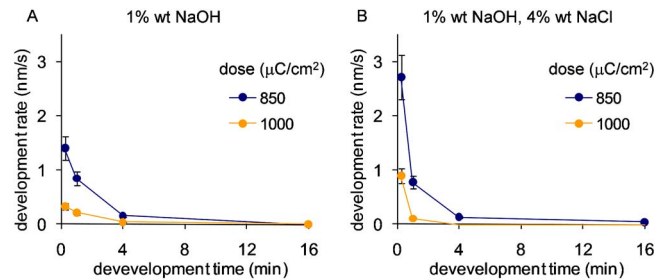 A
1% wt NaOH
development rate (nm/s)
3
2
1
0
dose (μC/cm²)
850
1000
0
4
8
12
16
devevelopment time (min)
B
1% wt NaOH, 4% wt NaCl
development rate (nm/s)
3
2
1
0
dose (μC/cm²)
850
1000
0
4
8
12
16
devevelopment time (min)